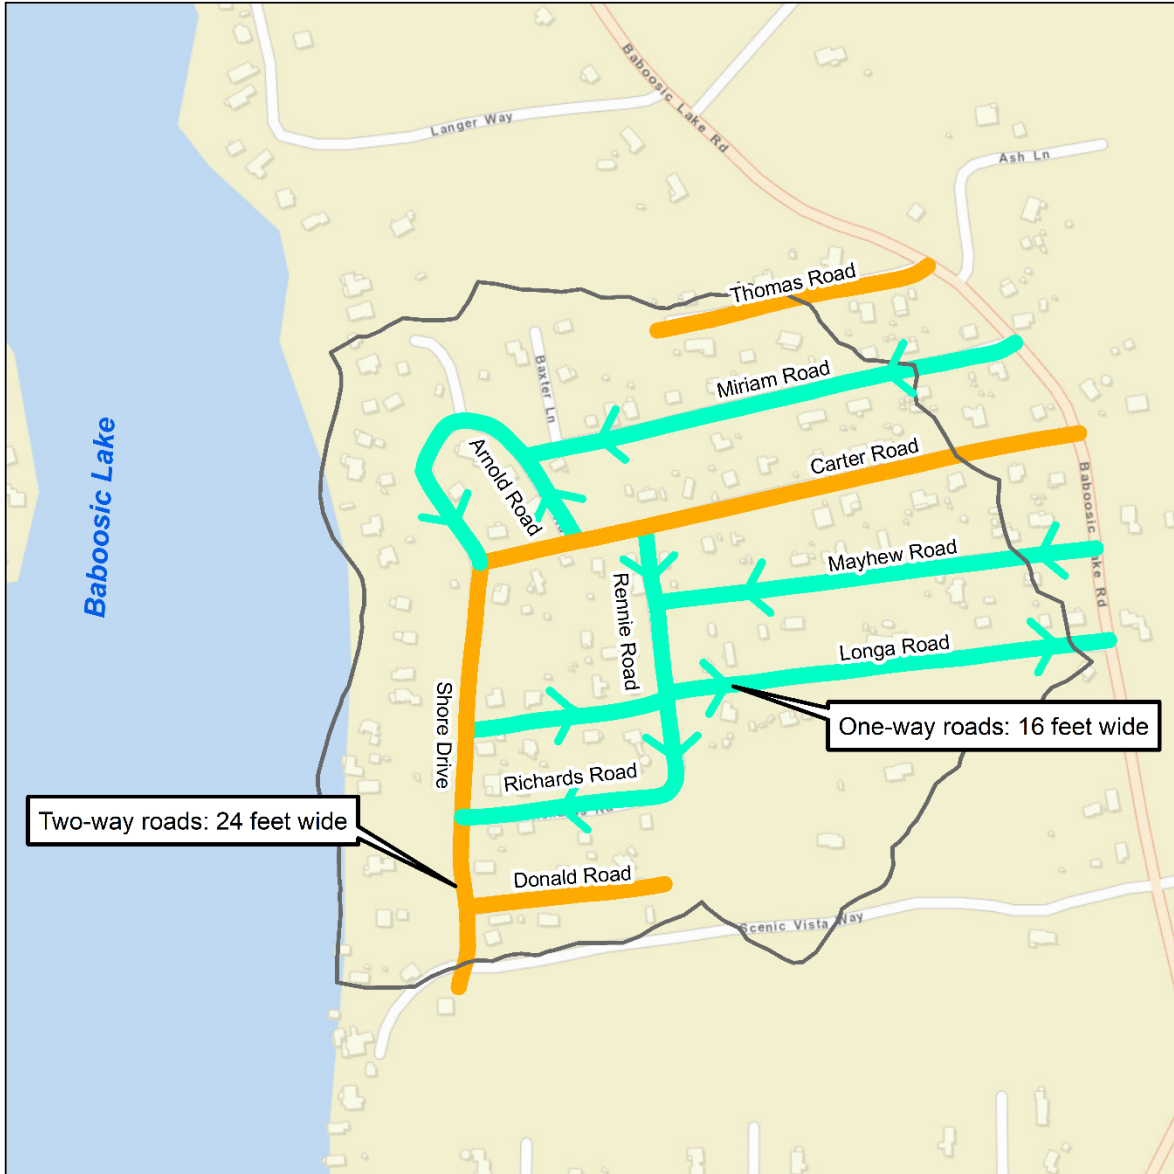 Baboosic Lake Rd
Langer Way
Ash Ln
Thomas Road
Baxter Ln
Miriam Road
Arnold Road
Carter Road
Baboosic Lake
Baboosic Lake Rd
Mayhew Road
Rennie Road
Longa Road
Shore Drive
One-way roads: 16 feet wide
Richards Road
Two-way roads: 24 feet wide
Donald Road
Scenic Vista Way